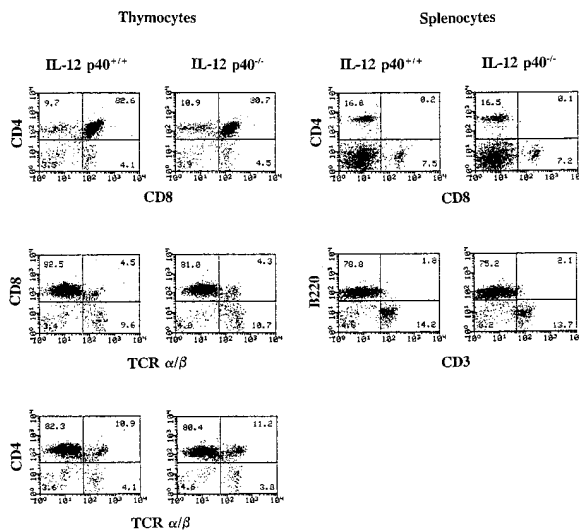 Thymocytes Splenocytes
IL-12 p40+/+ IL-12 p40-/- IL-12 p40+/+ IL-12 p40-/-
CD4
9.7 82.6
4.1
10.9 80.7
3.9 4.5
CD8
CD4
16.8 0.2
7.5
16.5 0.1
7.2
CD8
CD8
82.5 4.5
3.4 9.6
81.0 4.3
4.0 10.7
TCR α/β
B220
78.8 1.8
14.2
75.2 2.1
8.2 13.7
CD3
CD4
82.3 10.9
3.6 4.1
80.4 11.2
4.6 3.8
TCR α/β